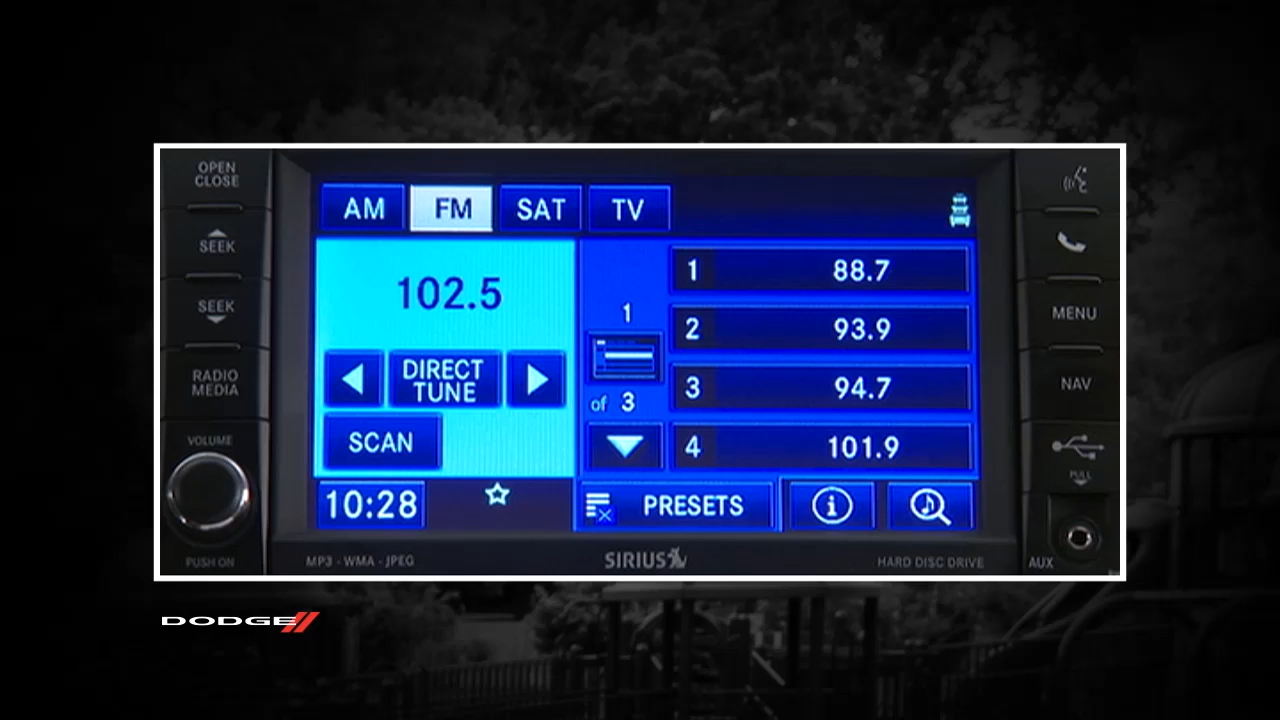 OPEN
CLOSE
SEEK
SEEK
RADIO
MEDIA
VOLUME
PUSH ON
AM
FM
SAT
TV
102.5
DIRECT
TUNE
SCAN
10:28
1
of 3
1 88.7
2 93.9
3 94.7
4 101.9
PRESETS
i
MP3 - WMA - JPEG
SIRIUS
HARD DISC DRIVE
MENU
NAV
PULL
AUX
DODGE